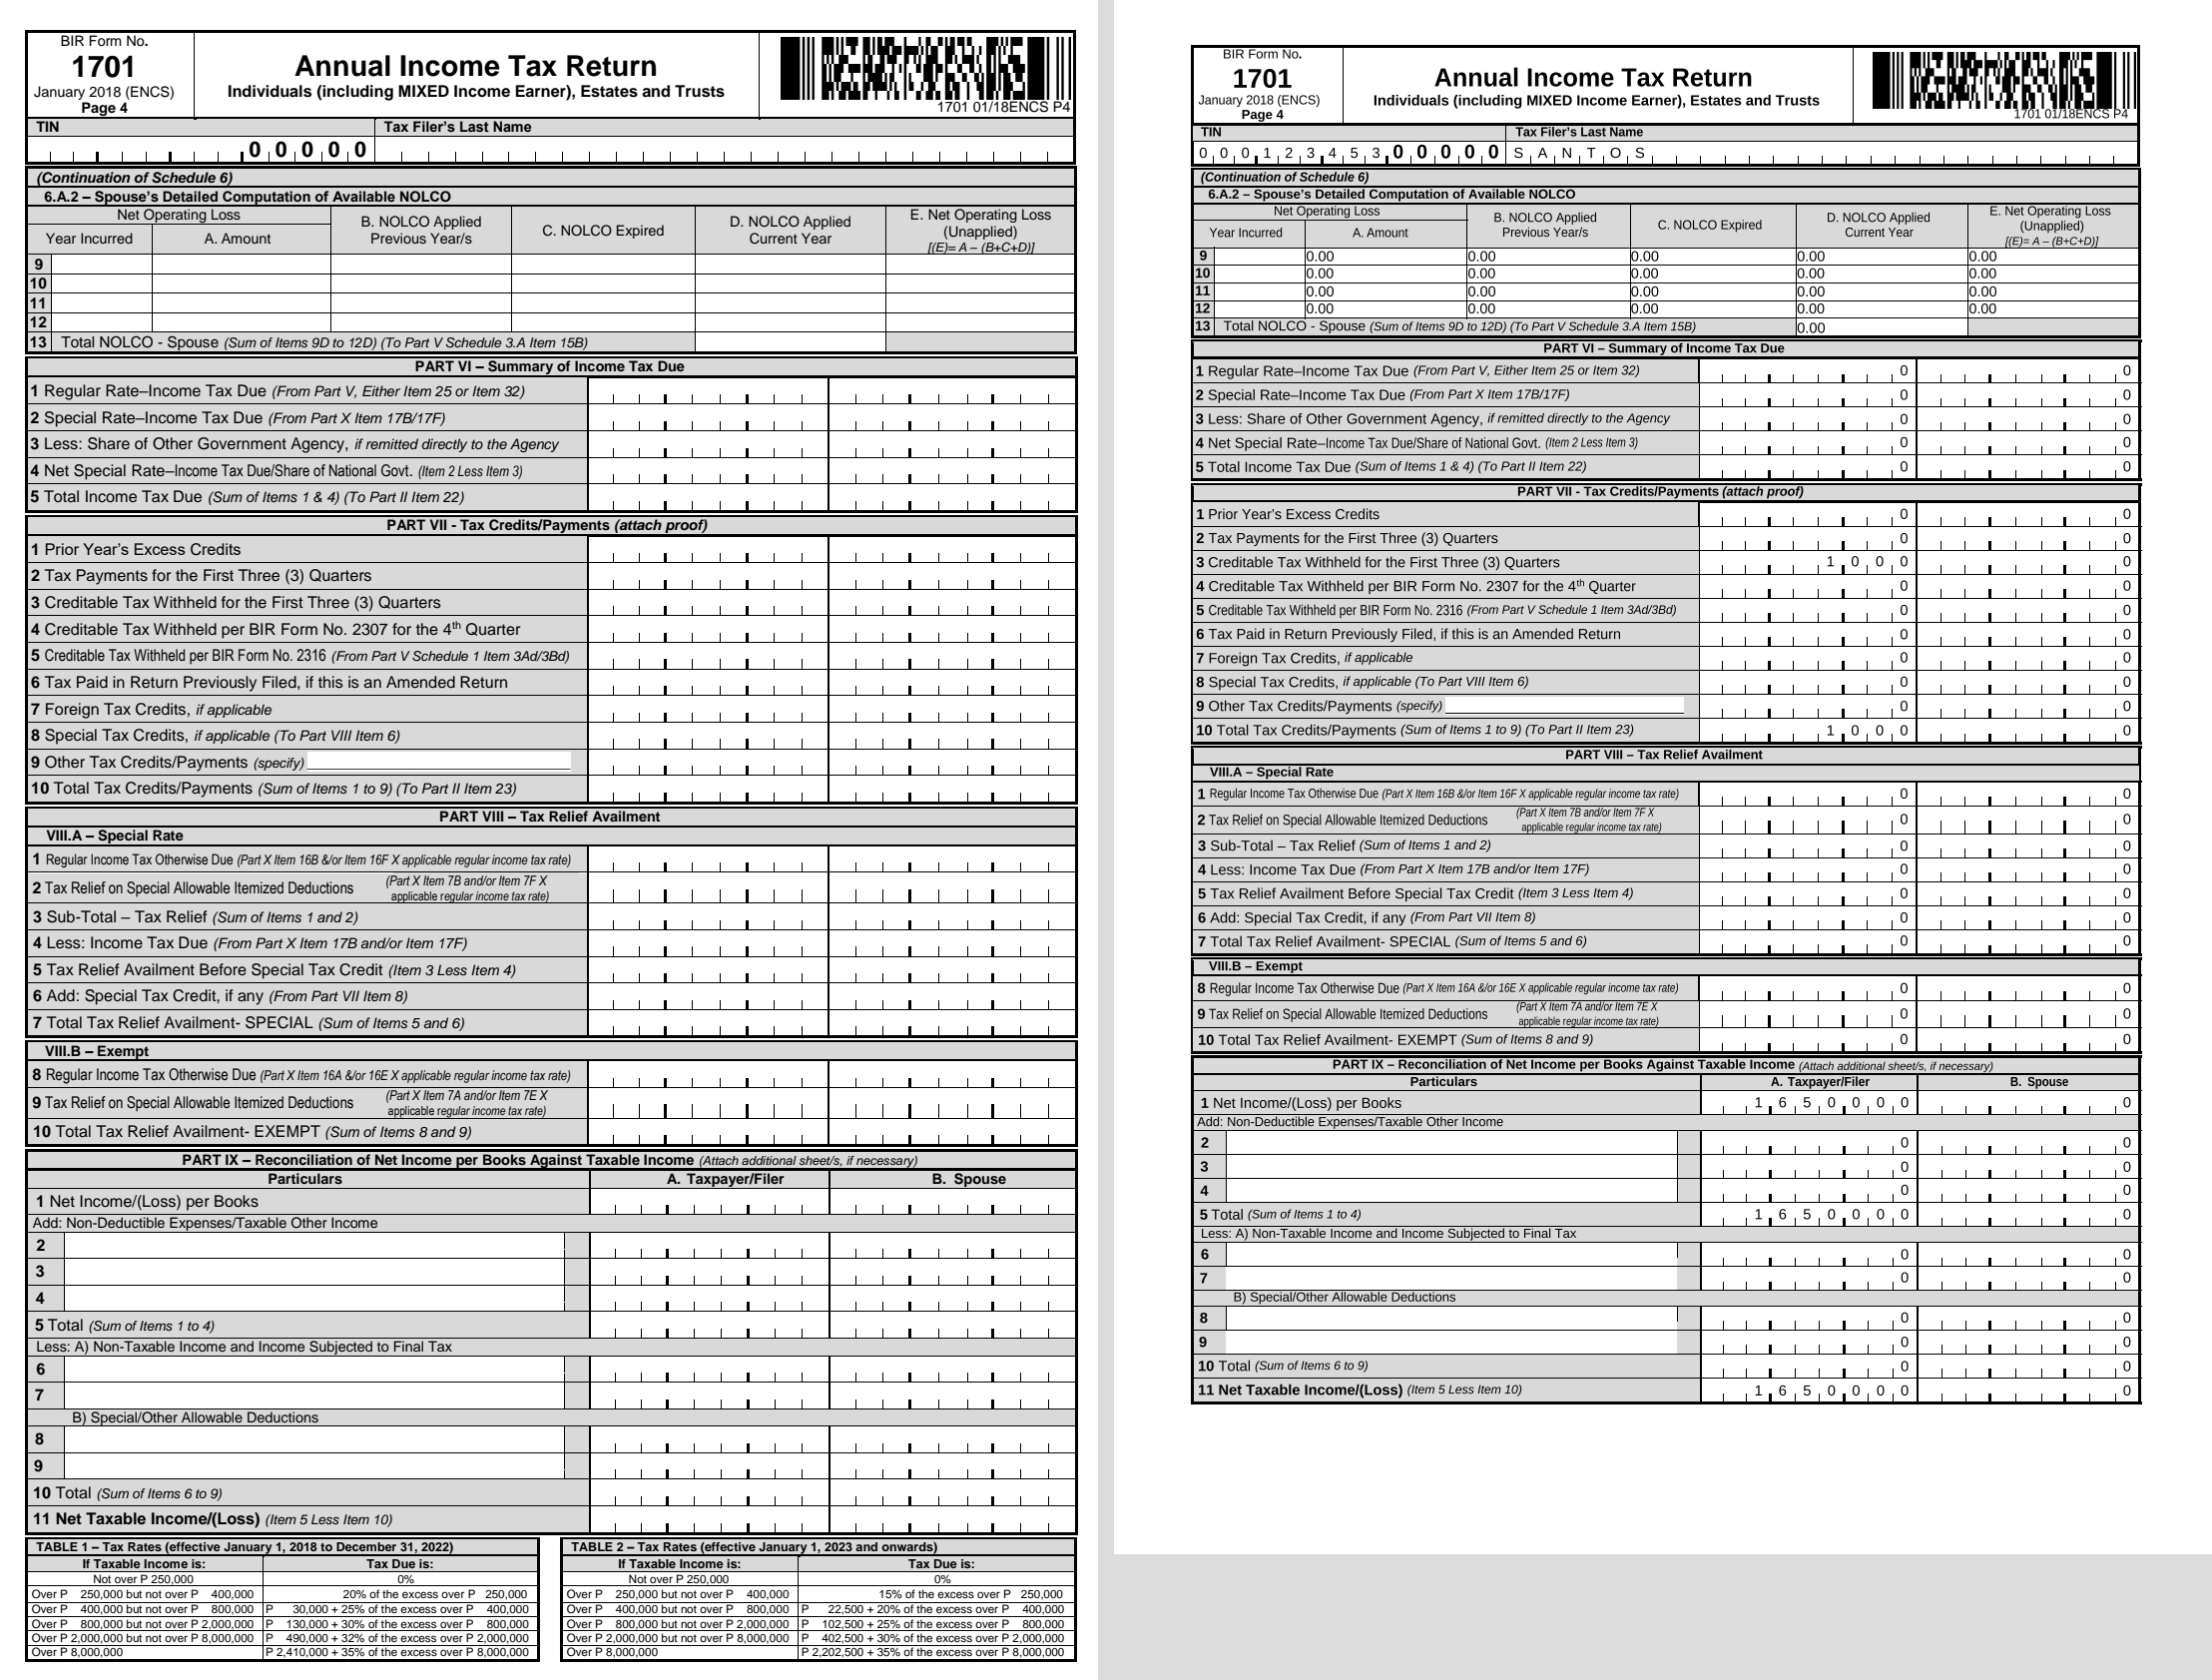 BIR Form No.
1701
January 2018 (ENCS)
Page 4
Annual Income Tax Return
Individuals (including MIXED Income Earner), Estates and Trusts
1701 01/18ENCS P4
TIN Tax Filer's Last Name
0 0 0 0 0
(Continuation of Schedule 6)
6.A.2 – Spouse's Detailed Computation of Available NOLCO
Net Operating Loss
Year Incurred A. Amount
B. NOLCO Applied
Previous Year/s
C. NOLCO Expired
D. NOLCO Applied
Current Year
E. Net Operating Loss
(Unapplied)
[(E)= A – (B+C+D)]
9
10
11
12
13 Total NOLCO - Spouse (Sum of Items 9D to 12D) (To Part V Schedule 3.A Item 15B)
PART VI – Summary of Income Tax Due
1 Regular Rate–Income Tax Due (From Part V, Either Item 25 or Item 32)
2 Special Rate–Income Tax Due (From Part X Item 17B/17F)
3 Less: Share of Other Government Agency, if remitted directly to the Agency
4 Net Special Rate–Income Tax Due/Share of National Govt. (Item 2 Less Item 3)
5 Total Income Tax Due (Sum of Items 1 & 4) (To Part II Item 22)
PART VII - Tax Credits/Payments (attach proof)
1 Prior Year's Excess Credits
2 Tax Payments for the First Three (3) Quarters
3 Creditable Tax Withheld for the First Three (3) Quarters
4 Creditable Tax Withheld per BIR Form No. 2307 for the 4th Quarter
5 Creditable Tax Withheld per BIR Form No. 2316 (From Part V Schedule 1 Item 3Ad/3Bd)
6 Tax Paid in Return Previously Filed, if this is an Amended Return
7 Foreign Tax Credits, if applicable
8 Special Tax Credits, if applicable (To Part VIII Item 6)
9 Other Tax Credits/Payments (specify)
10 Total Tax Credits/Payments (Sum of Items 1 to 9) (To Part II Item 23)
PART VIII – Tax Relief Availment
VIII.A – Special Rate
1 Regular Income Tax Otherwise Due (Part X Item 16B &/or Item 16F X applicable regular income tax rate)
2 Tax Relief on Special Allowable Itemized Deductions (Part X Item 7B and/or Item 7F X
applicable regular income tax rate)
3 Sub-Total – Tax Relief (Sum of Items 1 and 2)
4 Less: Income Tax Due (From Part X Item 17B and/or Item 17F)
5 Tax Relief Availment Before Special Tax Credit (Item 3 Less Item 4)
6 Add: Special Tax Credit, if any (From Part VII Item 8)
7 Total Tax Relief Availment- SPECIAL (Sum of Items 5 and 6)
VIII.B – Exempt
8 Regular Income Tax Otherwise Due (Part X Item 16A &/or 16E X applicable regular income tax rate)
9 Tax Relief on Special Allowable Itemized Deductions (Part X Item 7A and/or Item 7E X
applicable regular income tax rate)
10 Total Tax Relief Availment- EXEMPT (Sum of Items 8 and 9)
PART IX – Reconciliation of Net Income per Books Against Taxable Income (Attach additional sheet/s, if necessary)
Particulars A. Taxpayer/Filer B. Spouse
1 Net Income/(Loss) per Books
Add: Non-Deductible Expenses/Taxable Other Income
2
3
4
5 Total (Sum of Items 1 to 4)
Less: A) Non-Taxable Income and Income Subjected to Final Tax
6
7
B) Special/Other Allowable Deductions
8
9
10 Total (Sum of Items 6 to 9)
11 Net Taxable Income/(Loss) (Item 5 Less Item 10)
TABLE 1 – Tax Rates (effective January 1, 2018 to December 31, 2022)
If Taxable Income is: Tax Due is:
Not over P 250,000 0%
Over P 250,000 but not over P 400,000 20% of the excess over P 250,000
Over P 400,000 but not over P 800,000 P 30,000 + 25% of the excess over P 400,000
Over P 800,000 but not over P 2,000,000 P 130,000 + 30% of the excess over P 800,000
Over P 2,000,000 but not over P 8,000,000 P 490,000 + 32% of the excess over P 2,000,000
Over P 8,000,000 P 2,410,000 + 35% of the excess over P 8,000,000
TABLE 2 – Tax Rates (effective January 1, 2023 and onwards)
If Taxable Income is: Tax Due is:
Not over P 250,000 0%
Over P 250,000 but not over P 400,000 15% of the excess over P 250,000
Over P 400,000 but not over P 800,000 P 22,500 + 20% of the excess over P 400,000
Over P 800,000 but not over P 2,000,000 P 102,500 + 25% of the excess over P 800,000
Over P 2,000,000 but not over P 8,000,000 P 402,500 + 30% of the excess over P 2,000,000
Over P 8,000,000 P 2,202,500 + 35% of the excess over P 8,000,000
BIR Form No.
1701
January 2018 (ENCS)
Page 4
Annual Income Tax Return
Individuals (including MIXED Income Earner), Estates and Trusts
1701 01/18ENCS P4
TIN Tax Filer's Last Name
0 0 0 1 2 3 4 5 3 0 0 0 0 0 S A N T O S
(Continuation of Schedule 6)
6.A.2 – Spouse's Detailed Computation of Available NOLCO
Net Operating Loss
Year Incurred A. Amount
B. NOLCO Applied
Previous Year/s
C. NOLCO Expired
D. NOLCO Applied
Current Year
E. Net Operating Loss
(Unapplied)
[(E)= A – (B+C+D)]
9 0.00 0.00 0.00 0.00 0.00
10 0.00 0.00 0.00 0.00 0.00
11 0.00 0.00 0.00 0.00 0.00
12 0.00 0.00 0.00 0.00 0.00
13 Total NOLCO - Spouse (Sum of Items 9D to 12D) (To Part V Schedule 3.A Item 15B) 0.00
PART VI – Summary of Income Tax Due
1 Regular Rate–Income Tax Due (From Part V, Either Item 25 or Item 32) 0 0
2 Special Rate–Income Tax Due (From Part X Item 17B/17F) 0 0
3 Less: Share of Other Government Agency, if remitted directly to the Agency 0 0
4 Net Special Rate–Income Tax Due/Share of National Govt. (Item 2 Less Item 3) 0 0
5 Total Income Tax Due (Sum of Items 1 & 4) (To Part II Item 22) 0 0
PART VII - Tax Credits/Payments (attach proof)
1 Prior Year's Excess Credits 0 0
2 Tax Payments for the First Three (3) Quarters 0 0
3 Creditable Tax Withheld for the First Three (3) Quarters 1 0 0 0 0
4 Creditable Tax Withheld per BIR Form No. 2307 for the 4th Quarter 0 0
5 Creditable Tax Withheld per BIR Form No. 2316 (From Part V Schedule 1 Item 3Ad/3Bd) 0 0
6 Tax Paid in Return Previously Filed, if this is an Amended Return 0 0
7 Foreign Tax Credits, if applicable 0 0
8 Special Tax Credits, if applicable (To Part VIII Item 6) 0 0
9 Other Tax Credits/Payments (specify) 0 0
10 Total Tax Credits/Payments (Sum of Items 1 to 9) (To Part II Item 23) 1 0 0 0 0
PART VIII – Tax Relief Availment
VIII.A – Special Rate
1 Regular Income Tax Otherwise Due (Part X Item 16B &/or Item 16F X applicable regular income tax rate) 0 0
2 Tax Relief on Special Allowable Itemized Deductions (Part X Item 7B and/or Item 7F X
applicable regular income tax rate) 0 0
3 Sub-Total – Tax Relief (Sum of Items 1 and 2) 0 0
4 Less: Income Tax Due (From Part X Item 17B and/or Item 17F) 0 0
5 Tax Relief Availment Before Special Tax Credit (Item 3 Less Item 4) 0 0
6 Add: Special Tax Credit, if any (From Part VII Item 8) 0 0
7 Total Tax Relief Availment- SPECIAL (Sum of Items 5 and 6) 0 0
VIII.B – Exempt
8 Regular Income Tax Otherwise Due (Part X Item 16A &/or 16E X applicable regular income tax rate) 0 0
9 Tax Relief on Special Allowable Itemized Deductions (Part X Item 7A and/or Item 7E X
applicable regular income tax rate) 0 0
10 Total Tax Relief Availment- EXEMPT (Sum of Items 8 and 9) 0 0
PART IX – Reconciliation of Net Income per Books Against Taxable Income (Attach additional sheet/s, if necessary)
Particulars A. Taxpayer/Filer B. Spouse
1 Net Income/(Loss) per Books 1 6 5 0 0 0 0 0
Add: Non-Deductible Expenses/Taxable Other Income
2 0 0
3 0 0
4 0 0
5 Total (Sum of Items 1 to 4) 1 6 5 0 0 0 0 0
Less: A) Non-Taxable Income and Income Subjected to Final Tax
6 0 0
7 0 0
B) Special/Other Allowable Deductions
8 0 0
9 0 0
10 Total (Sum of Items 6 to 9) 0 0
11 Net Taxable Income/(Loss) (Item 5 Less Item 10) 1 6 5 0 0 0 0 0